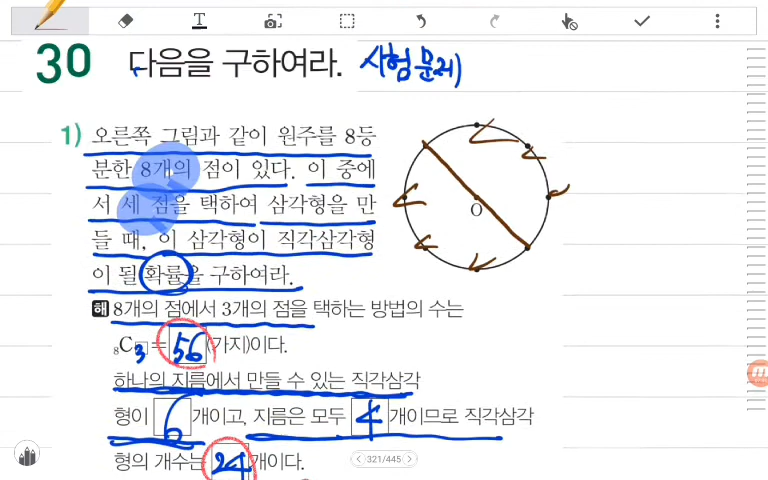 30 다음을 구하여라. 시험문제
1) 오른쪽 그림과 같이 원주를 8등
분한 8개의 점이 있다. 이 중에
서 세 점을 택하여 삼각형을 만
들 때, 이 삼각형이 직각삼각형
이 될 확률을 구하여라.
O
해 8개의 점에서 3개의 점을 택하는 방법의 수는
₈C3 = 56 (가지)이다.
하나의 지름에서 만들 수 있는 직각삼각
형이 6 개이고, 지름은 모두 4 개이므로 직각삼각
형의 개수는 24 개이다.
321/445